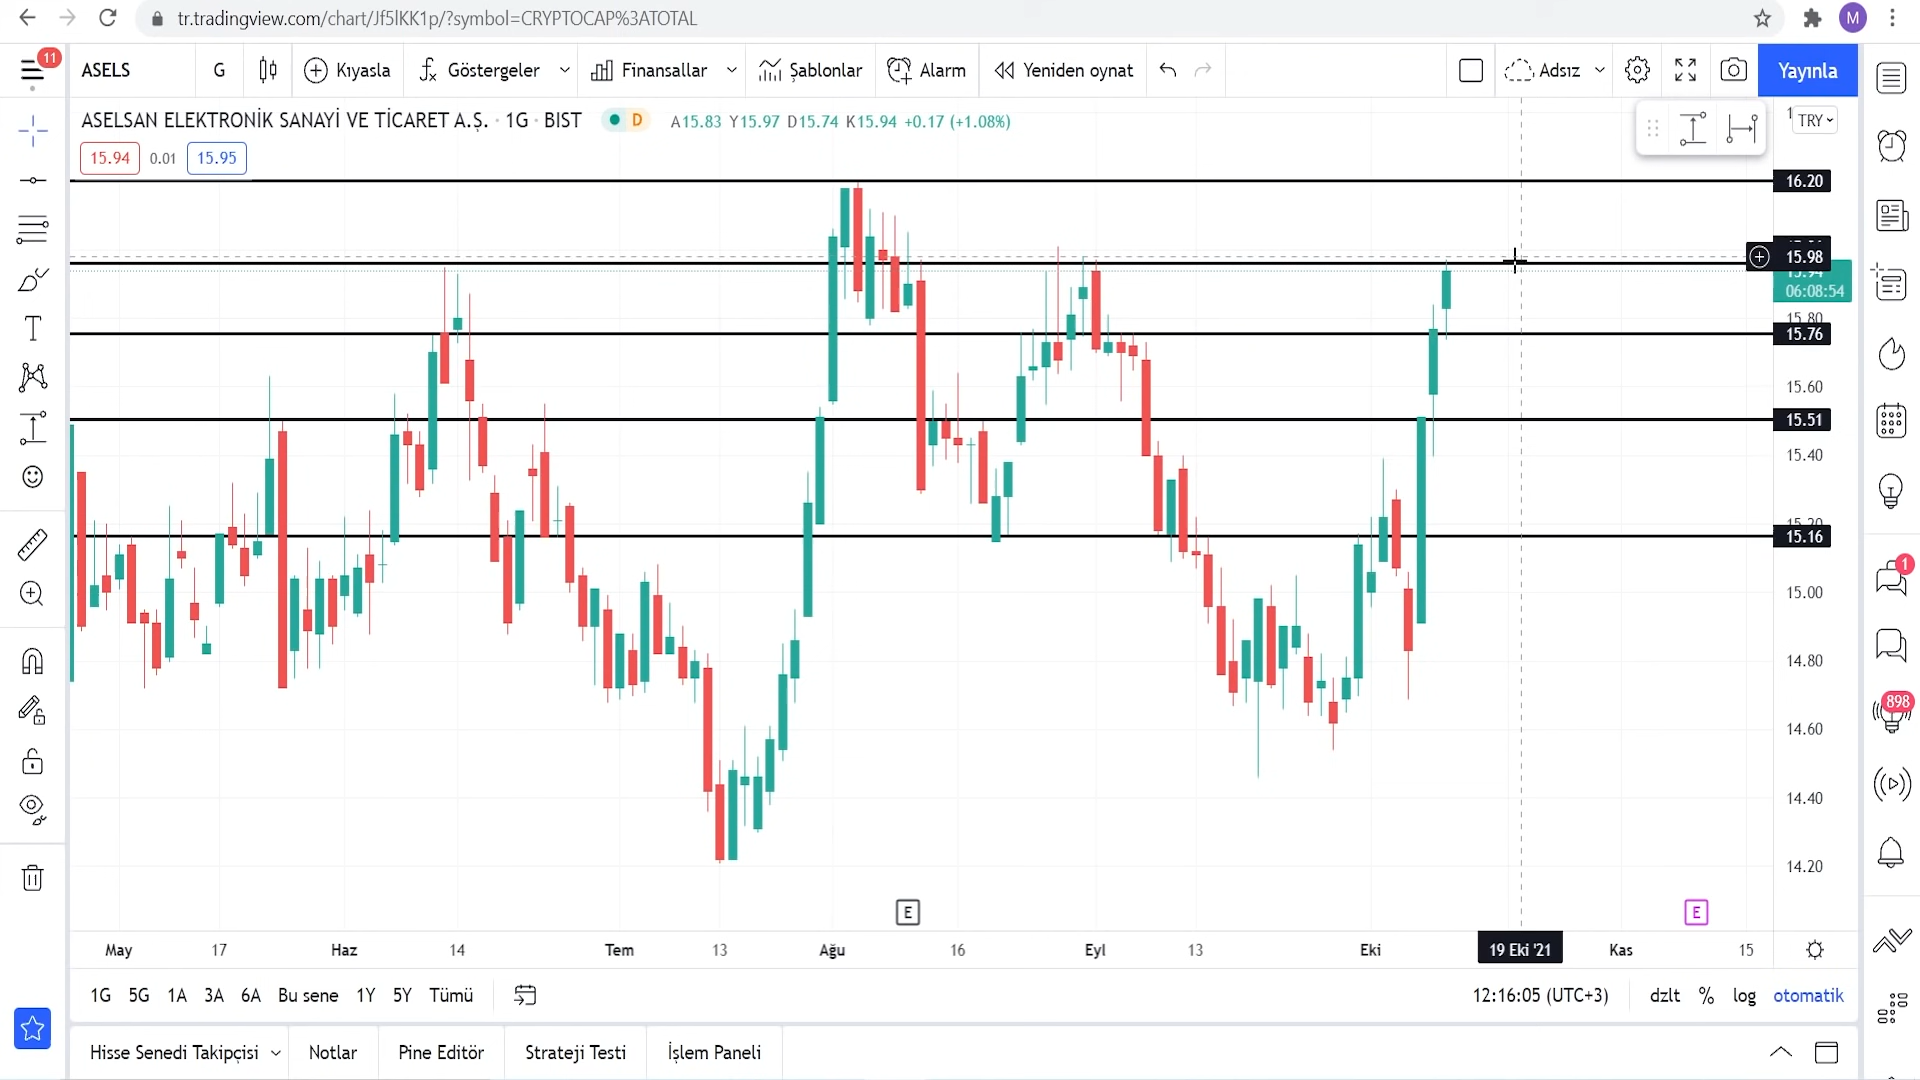 tr.tradingview.com/chart/Jf5lKK1p/?symbol=CRYPTOCAP%3ATOTAL
M
11
ASELS
G
Kıyasla
Göstergeler
Finansallar
Şablonlar
Alarm
Yeniden oynat
Adsız
Yayınla
ASELSAN ELEKTRONİK SANAYİ VE TİCARET A.Ş. · 1G · BIST
D
A15.83 Y15.97 D15.74 K15.94 +0.17 (+1.08%)
TRY
15.94
0.01
15.95
16.20
15.98
15.94
06:08:54
15.80
15.76
15.60
15.51
15.40
15.20
15.16
15.00
14.80
14.60
14.40
14.20
1
898
E
E
May
17
Haz
14
Tem
13
Ağu
16
Eyl
13
Eki
19 Eki '21
Kas
15
1G
5G
1A
3A
6A
Bu sene
1Y
5Y
Tümü
12:16:05 (UTC+3)
dzlt
%
log
otomatik
Hisse Senedi Takipçisi
Notlar
Pine Editör
Strateji Testi
İşlem Paneli